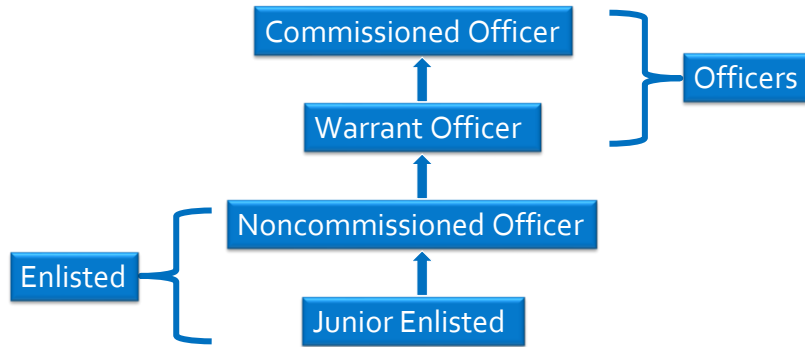 Commissioned Officer
Officers
Warrant Officer
Noncommissioned Officer
Enlisted
Junior Enlisted